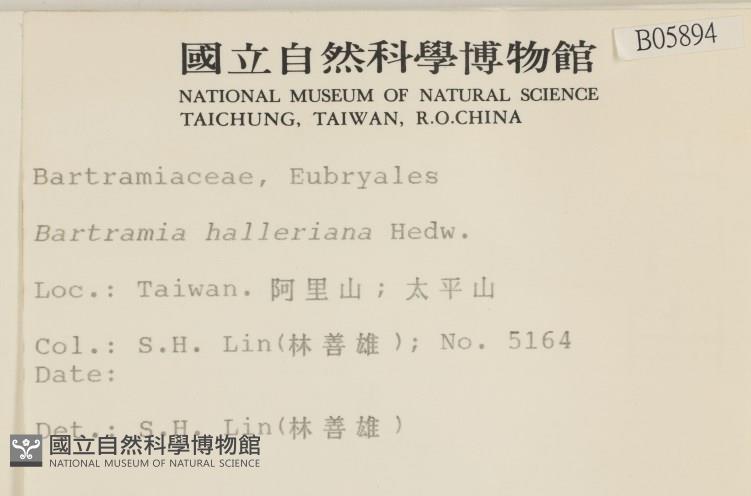 B05894
國立自然科學博物館
NATIONAL MUSEUM OF NATURAL SCIENCE
TAICHUNG, TAIWAN, R.O.CHINA
Bartramiaceae, Eubryales
Bartramia halleriana Hedw.
Loc.: Taiwan. 阿里山; 太平山
Col.: S.H. Lin(林善雄); No. 5164
Date:
Det.: S.H. Lin(林善雄)
國立自然科學博物館
NATIONAL MUSEUM OF NATURAL SCIENCE